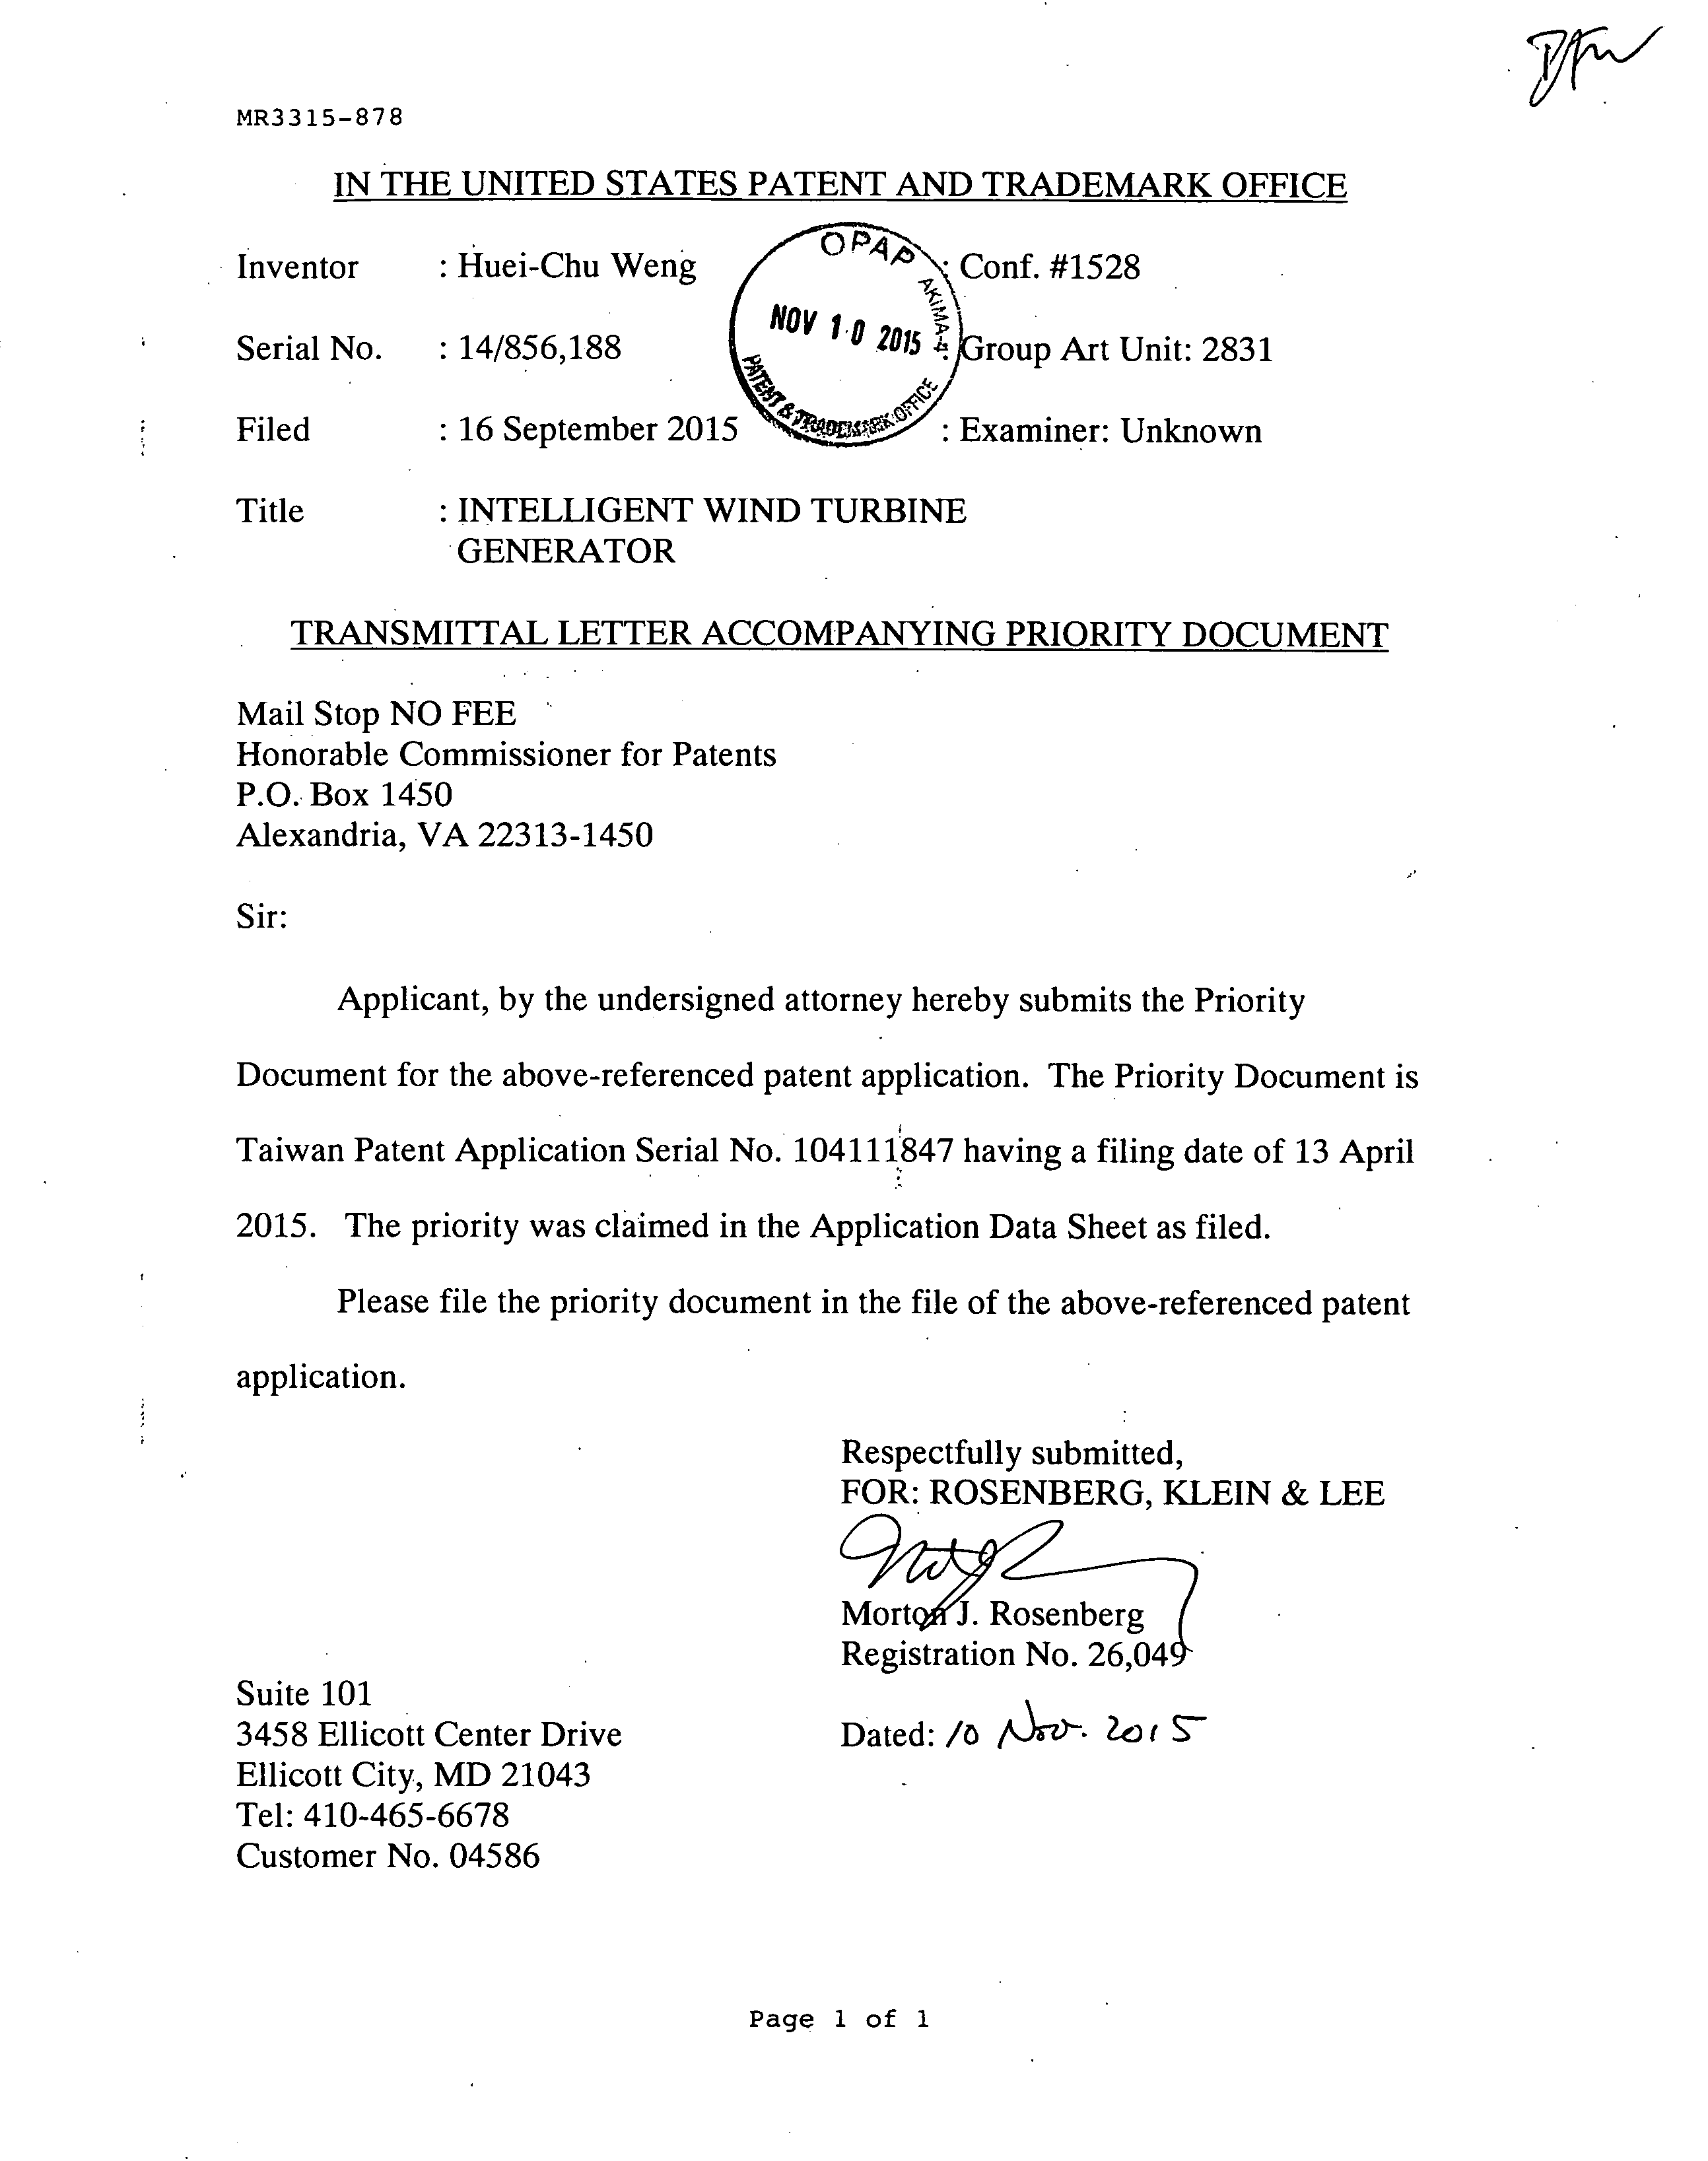 MR3315-878
IN THE UNITED STATES PATENT AND TRADEMARK OFFICE
Inventor : Huei-Chu Weng : Conf. #1528
Serial No. : 14/856,188 : Group Art Unit: 2831
Filed : 16 September 2015 : Examiner: Unknown
OPAP
AKIMA-4
NOV 10 2015
PATENT & TRADEMARK OFFICE
Title : INTELLIGENT WIND TURBINE
GENERATOR
TRANSMITTAL LETTER ACCOMPANYING PRIORITY DOCUMENT
Mail Stop NO FEE
Honorable Commissioner for Patents
P.O. Box 1450
Alexandria, VA 22313-1450
Sir:
Applicant, by the undersigned attorney hereby submits the Priority
Document for the above-referenced patent application. The Priority Document is
Taiwan Patent Application Serial No. 104111847 having a filing date of 13 April
2015. The priority was claimed in the Application Data Sheet as filed.
Please file the priority document in the file of the above-referenced patent
application.
Respectfully submitted,
FOR: ROSENBERG, KLEIN & LEE
Morton J. Rosenberg
Registration No. 26,049
Suite 101
3458 Ellicott Center Drive
Ellicott City, MD 21043
Tel: 410-465-6678
Customer No. 04586
Dated: 10 Nov. 2015
Page 1 of 1